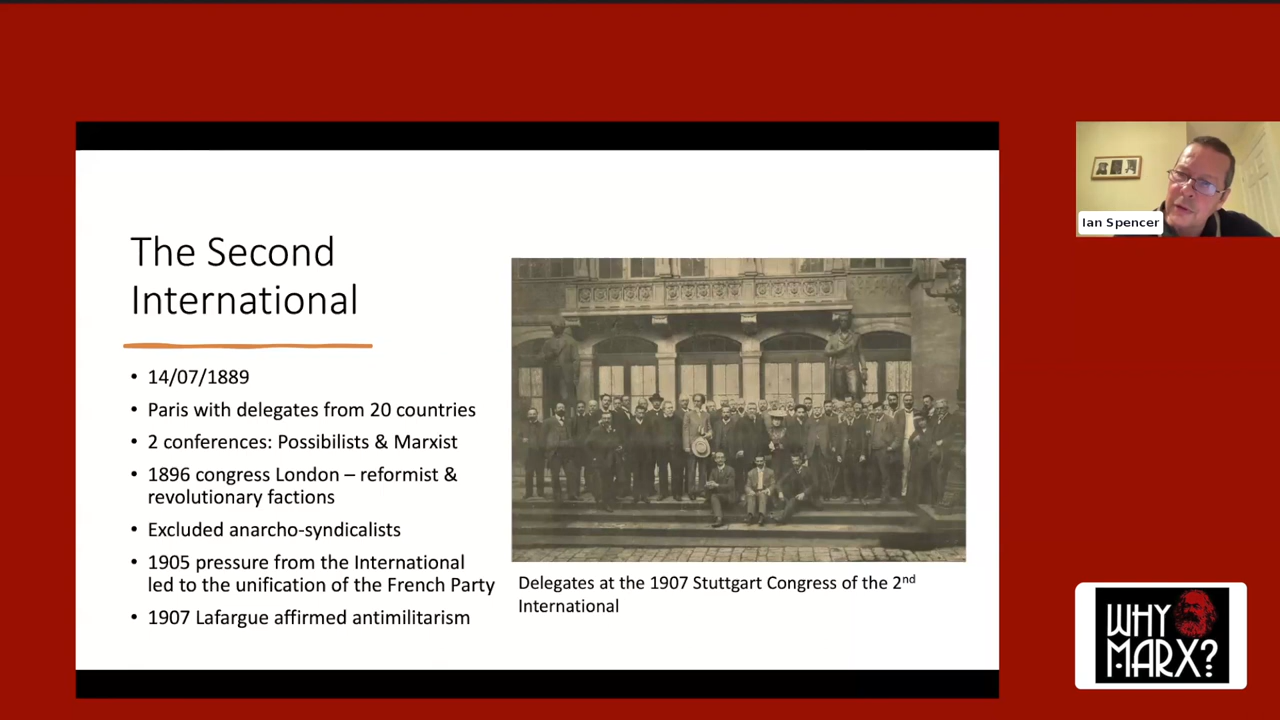 The Second
International
• 14/07/1889
• Paris with delegates from 20 countries
• 2 conferences: Possibilists & Marxist
• 1896 congress London – reformist &
revolutionary factions
• Excluded anarcho-syndicalists
• 1905 pressure from the International
led to the unification of the French Party
• 1907 Lafargue affirmed antimilitarism
Delegates at the 1907 Stuttgart Congress of the 2nd
International
Ian Spencer
WHY
MARX?